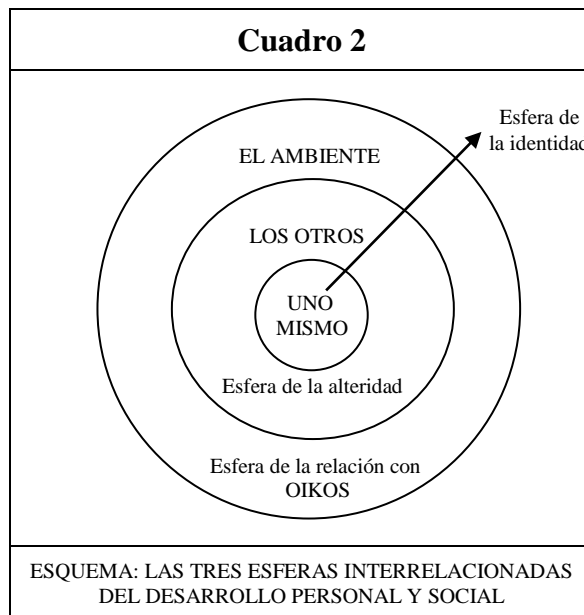 Cuadro 2
Esfera de
la identidad
EL AMBIENTE
LOS OTROS
UNO
MISMO
Esfera de la alteridad
Esfera de la relación con
OIKOS
ESQUEMA: LAS TRES ESFERAS INTERRELACIONADAS
DEL DESARROLLO PERSONAL Y SOCIAL